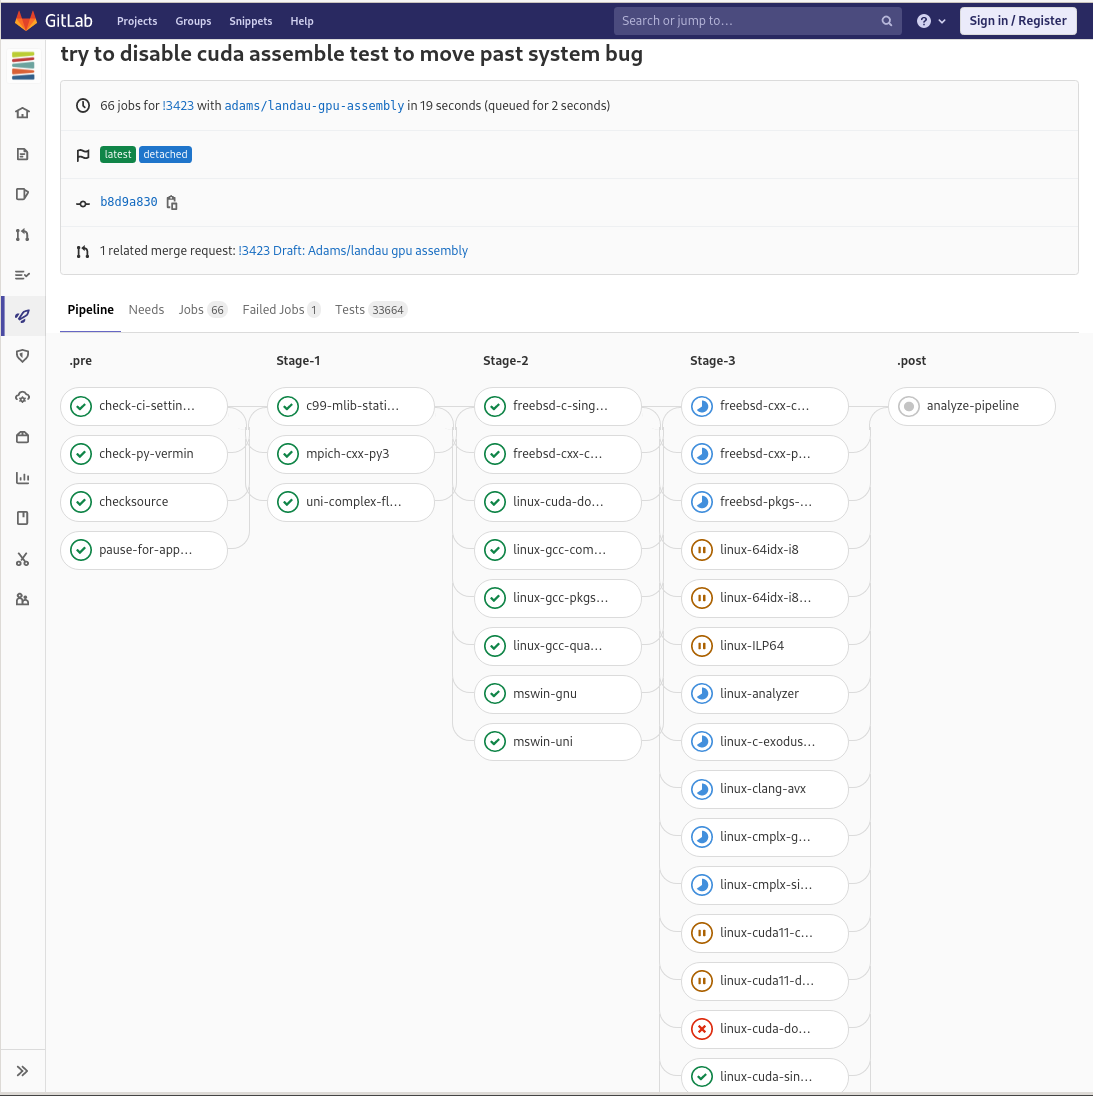 GitLab Projects Groups Snippets Help Search or jump to… Sign in / Register
try to disable cuda assemble test to move past system bug
66 jobs for !3423 with adams/landau-gpu-assembly in 19 seconds (queued for 2 seconds)
latest detached
b8d9a830
1 related merge request: !3423 Draft: Adams/landau gpu assembly
Pipeline Needs Jobs 66 Failed Jobs 1 Tests 33664
.pre Stage-1 Stage-2 Stage-3 .post
check-ci-settin… c99-mlib-stati… freebsd-c-sing… freebsd-cxx-c… analyze-pipeline
check-py-vermin mpich-cxx-py3 freebsd-cxx-c… freebsd-cxx-p…
checksource uni-complex-fl… linux-cuda-do… freebsd-pkgs-…
pause-for-app… linux-gcc-com… linux-64idx-i8
linux-gcc-pkgs… linux-64idx-i8…
linux-gcc-qua… linux-ILP64
mswin-gnu linux-analyzer
mswin-uni linux-c-exodus…
linux-clang-avx
linux-cmplx-g…
linux-cmplx-si…
linux-cuda11-c…
linux-cuda11-d…
linux-cuda-do…
linux-cuda-sin…